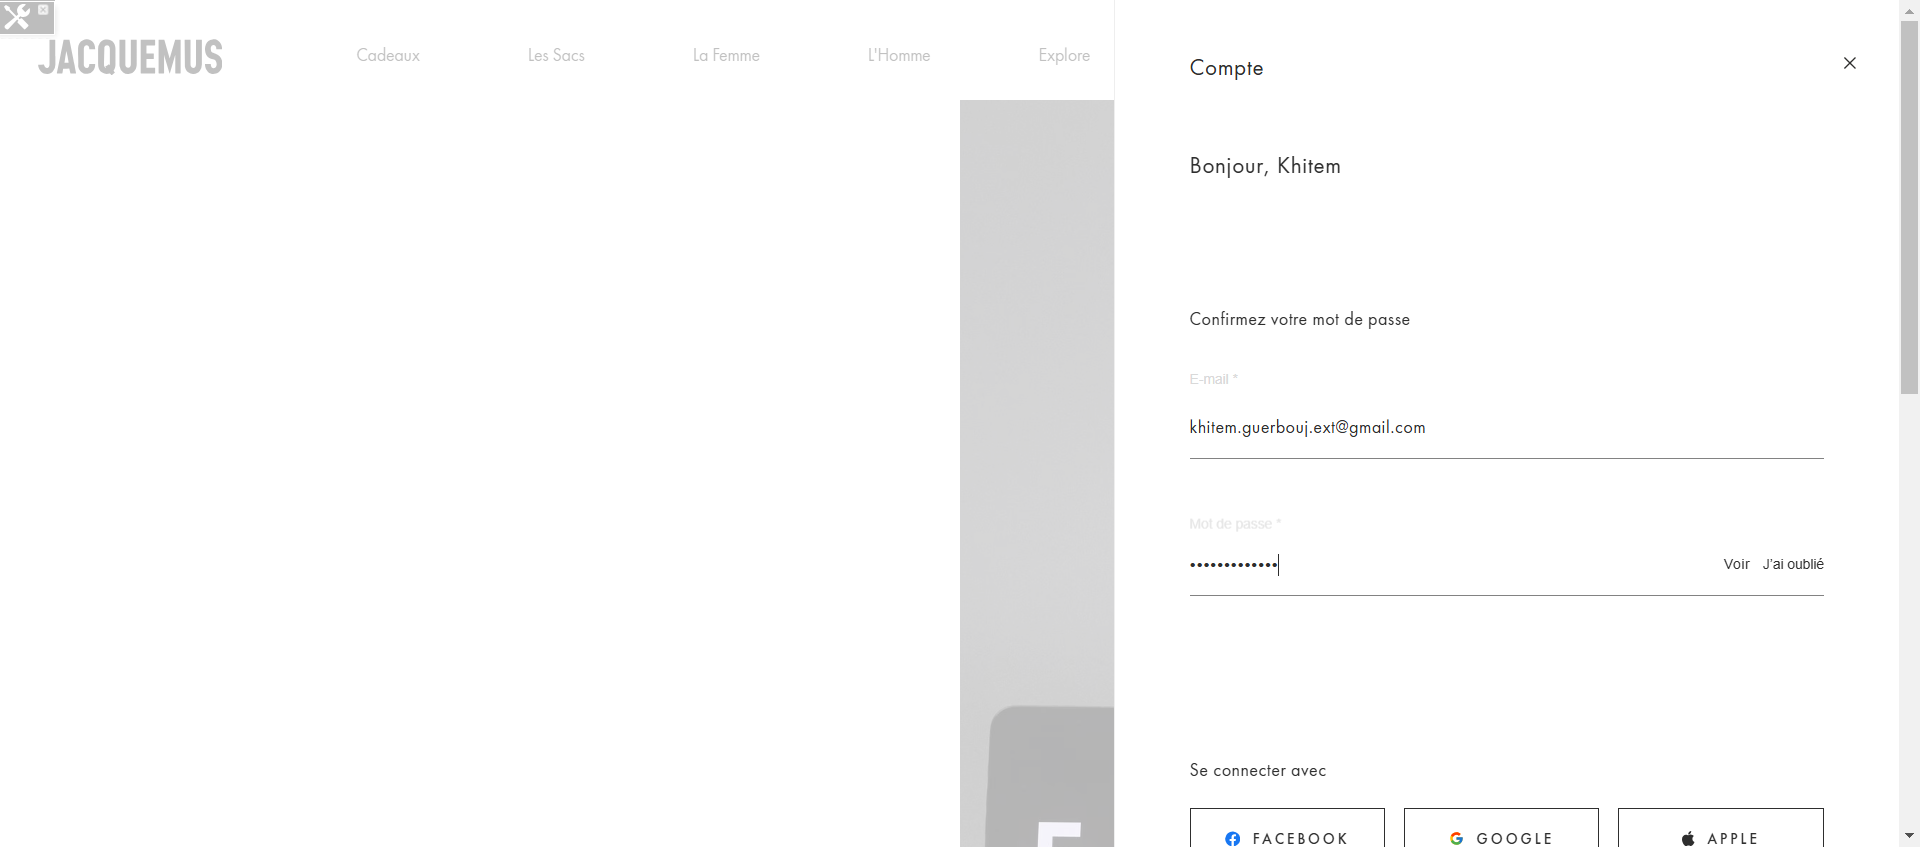 JACQUEMUS
Cadeaux
Les Sacs
La Femme
L'Homme
Explore
Compte
Bonjour, Khitem
Confirmez votre mot de passe
E-mail *
khitem.guerbouj.ext@gmail.com
Mot de passe *
•••••••••••••
Voir J'ai oublié
Se connecter avec
FACEBOOK
GOOGLE
APPLE